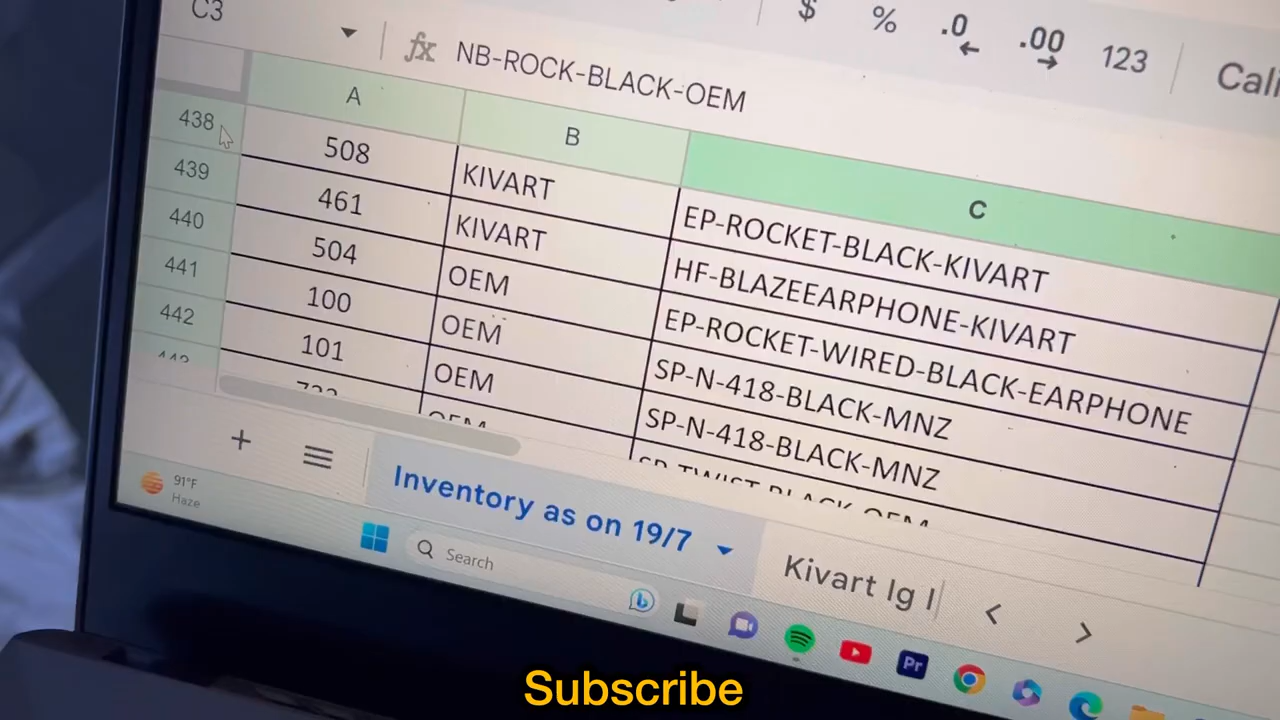 C3
$ % .0 .00 123 Cali
fx NB-ROCK-BLACK-OEM
A B C
438 508 KIVART EP-ROCKET-BLACK-KIVART
439 461 KIVART HF-BLAZEEARPHONE-KIVART
440 504 OEM EP-ROCKET-WIRED-BLACK-EARPHONE
441 100 OEM SP-N-418-BLACK-MNZ
442 101 OEM SP-N-418-BLACK-MNZ
Inventory as on 19/7
Kivart Ig I
91°F
Haze
Search
Pr
Subscribe